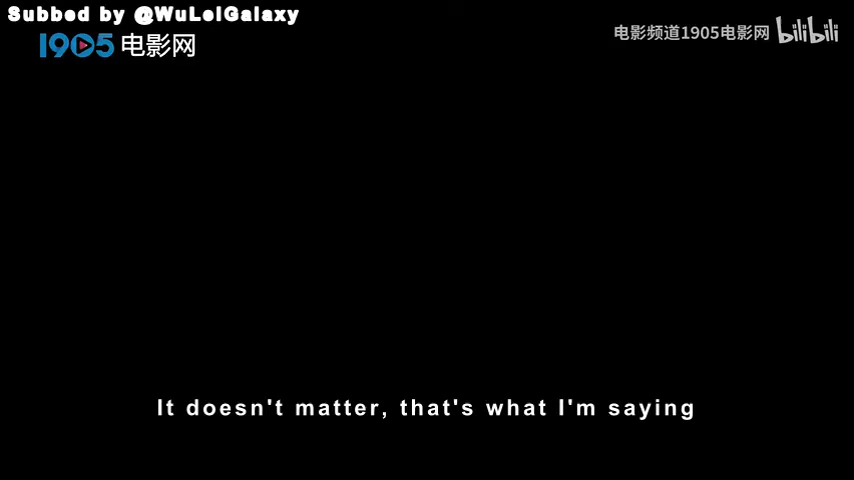 Subbed by @WuLeiGalaxy
1905电影网
电影频道1905电影网 bilibili
It doesn't matter, that's what I'm saying